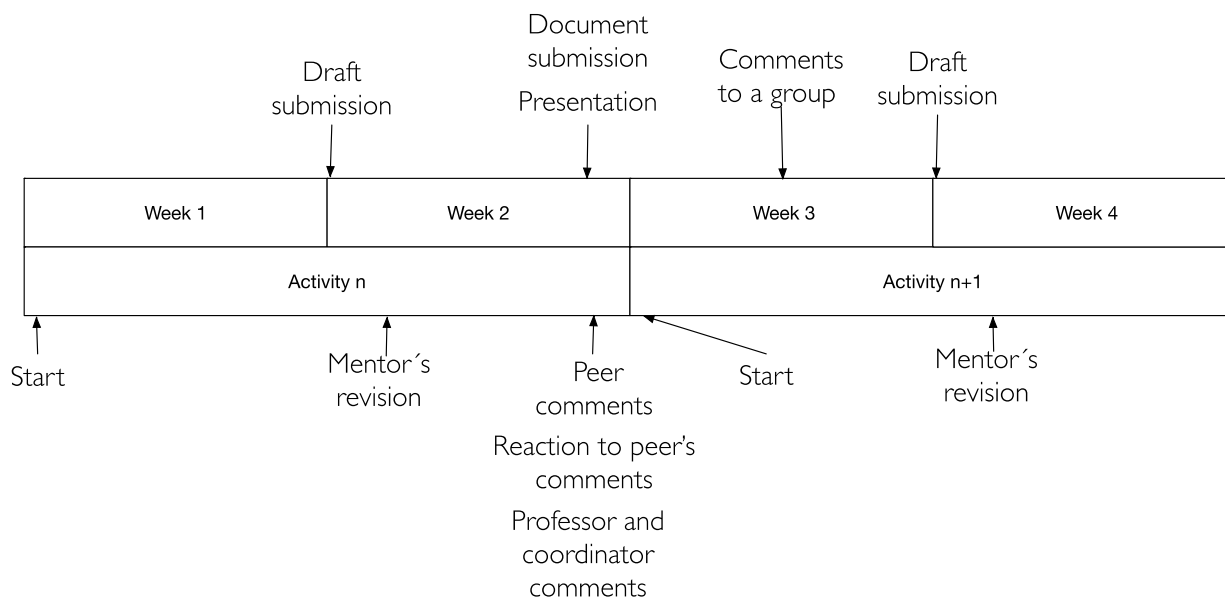 Draft
submission
Document
submission
Presentation
Comments
to a group
Draft
submission
Week 1
Week 2
Week 3
Week 4
Activity n
Activity n+1
Start
Mentor´s
revision
Peer
comments
Reaction to peer’s
comments
Professor and
coordinator
comments
Start
Mentor´s
revision